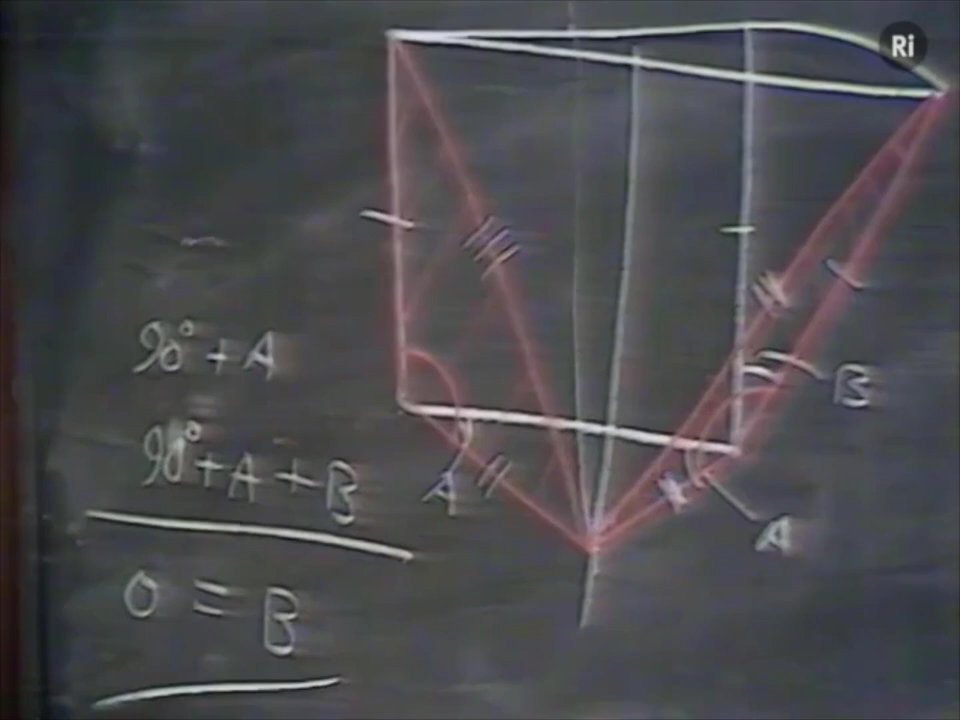 Ri
90° + A
90° + A + B
0 = B
A
B
A